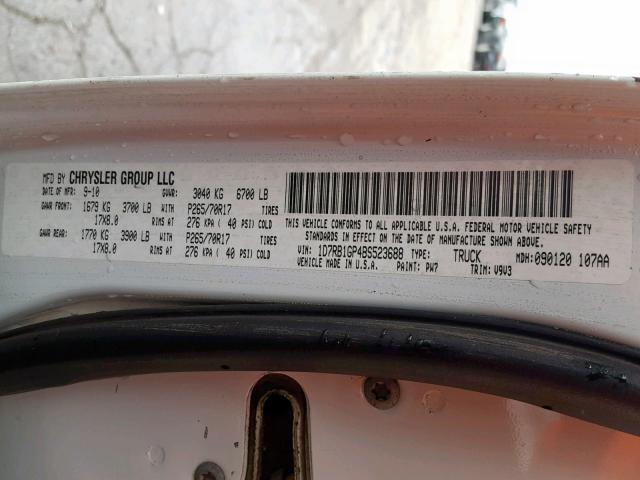 MFD BY CHRYSLER GROUP LLC
DATE OF MFR: 9-10 GVWR: 3040 KG 6700 LB
GAWR FRONT: 1679 KG 3700 LB WITH P265/70R17 TIRES
17X8.0 RIMS AT 276 KPA ( 40 PSI) COLD
GAWR REAR: 1770 KG 3900 LB WITH P265/70R17 TIRES
17X8.0 RIMS AT 276 KPA ( 40 PSI) COLD
THIS VEHICLE CONFORMS TO ALL APPLICABLE U.S.A. FEDERAL MOTOR VEHICLE SAFETY
STANDARDS IN EFFECT ON THE DATE OF MANUFACTURE SHOWN ABOVE.
VIN: 1D7RB1GP4BS523688 TYPE: TRUCK MDH: 090120 107AA
VEHICLE MADE IN U.S.A. PAINT: PW7 TRIM: V9V3